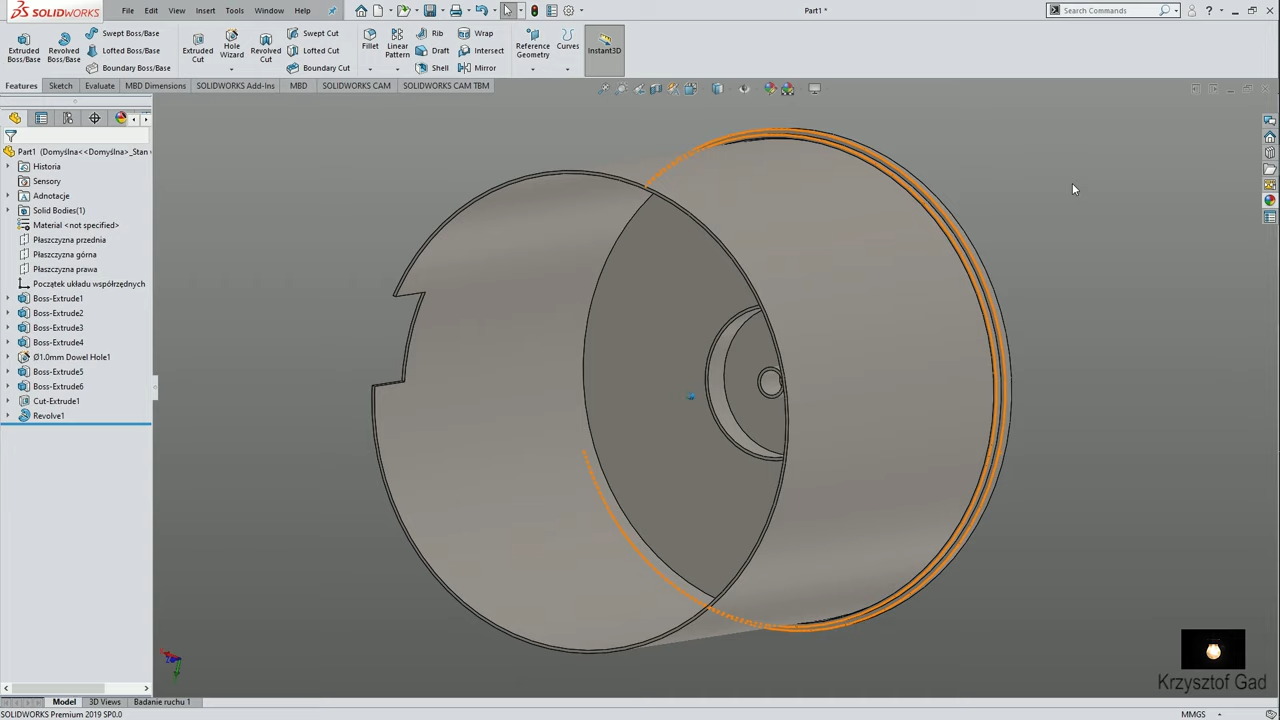 SOLIDWORKS File Edit View Insert Tools Window Help Part1 * Search Commands
Extruded Boss/Base
Revolved Boss/Base
Swept Boss/Base
Lofted Boss/Base
Boundary Boss/Base
Extruded Cut
Hole Wizard
Revolved Cut
Swept Cut
Lofted Cut
Boundary Cut
Fillet
Linear Pattern
Rib
Draft
Shell
Wrap
Intersect
Mirror
Reference Geometry
Curves
Instant3D
Features Sketch Evaluate MBD Dimensions SOLIDWORKS Add-Ins MBD SOLIDWORKS CAM SOLIDWORKS CAM TBM
Part1 (Domyślna<<Domyślna>_Stan
Historia
Sensory
Adnotacje
Solid Bodies(1)
Material <not specified>
Płaszczyzna przednia
Płaszczyzna górna
Płaszczyzna prawa
Początek układu współrzędnych
Boss-Extrude1
Boss-Extrude2
Boss-Extrude3
Boss-Extrude4
Ø1.0mm Dowel Hole1
Boss-Extrude5
Boss-Extrude6
Cut-Extrude1
Revolve1
Krzysztof Gad
Model 3D Views Badanie ruchu 1
SOLIDWORKS Premium 2019 SP0.0 MMGS